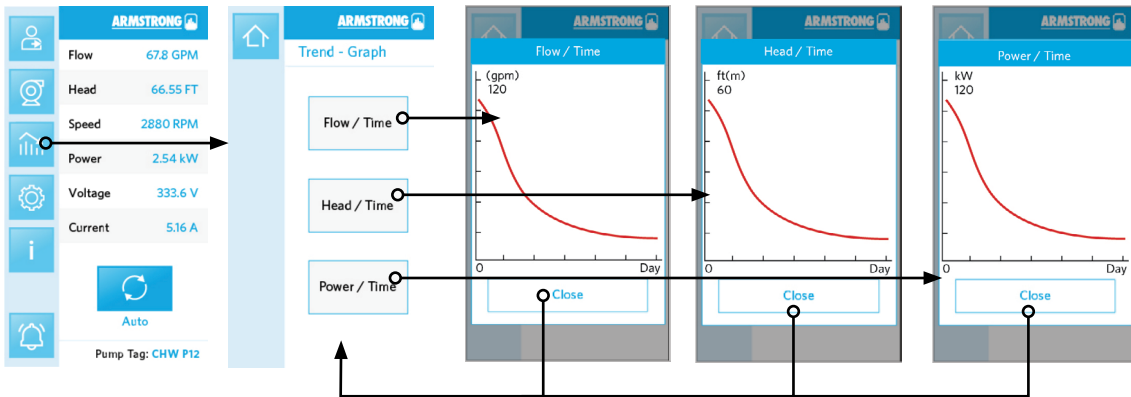 ARMSTRONG
Flow 67.8 GPM
Head 66.55 FT
Speed 2880 RPM
Power 2.54 kW
Voltage 333.6 V
Current 5.16 A
i
Auto
Pump Tag: CHW P12
ARMSTRONG
Trend - Graph
Flow / Time
Head / Time
Power / Time
ARMSTRONG
Flow / Time
(gpm)
120
0 Day
Close
ARMSTRONG
Head / Time
ft(m)
60
0 Day
Close
ARMSTRONG
Power / Time
kW
120
0 Day
Close